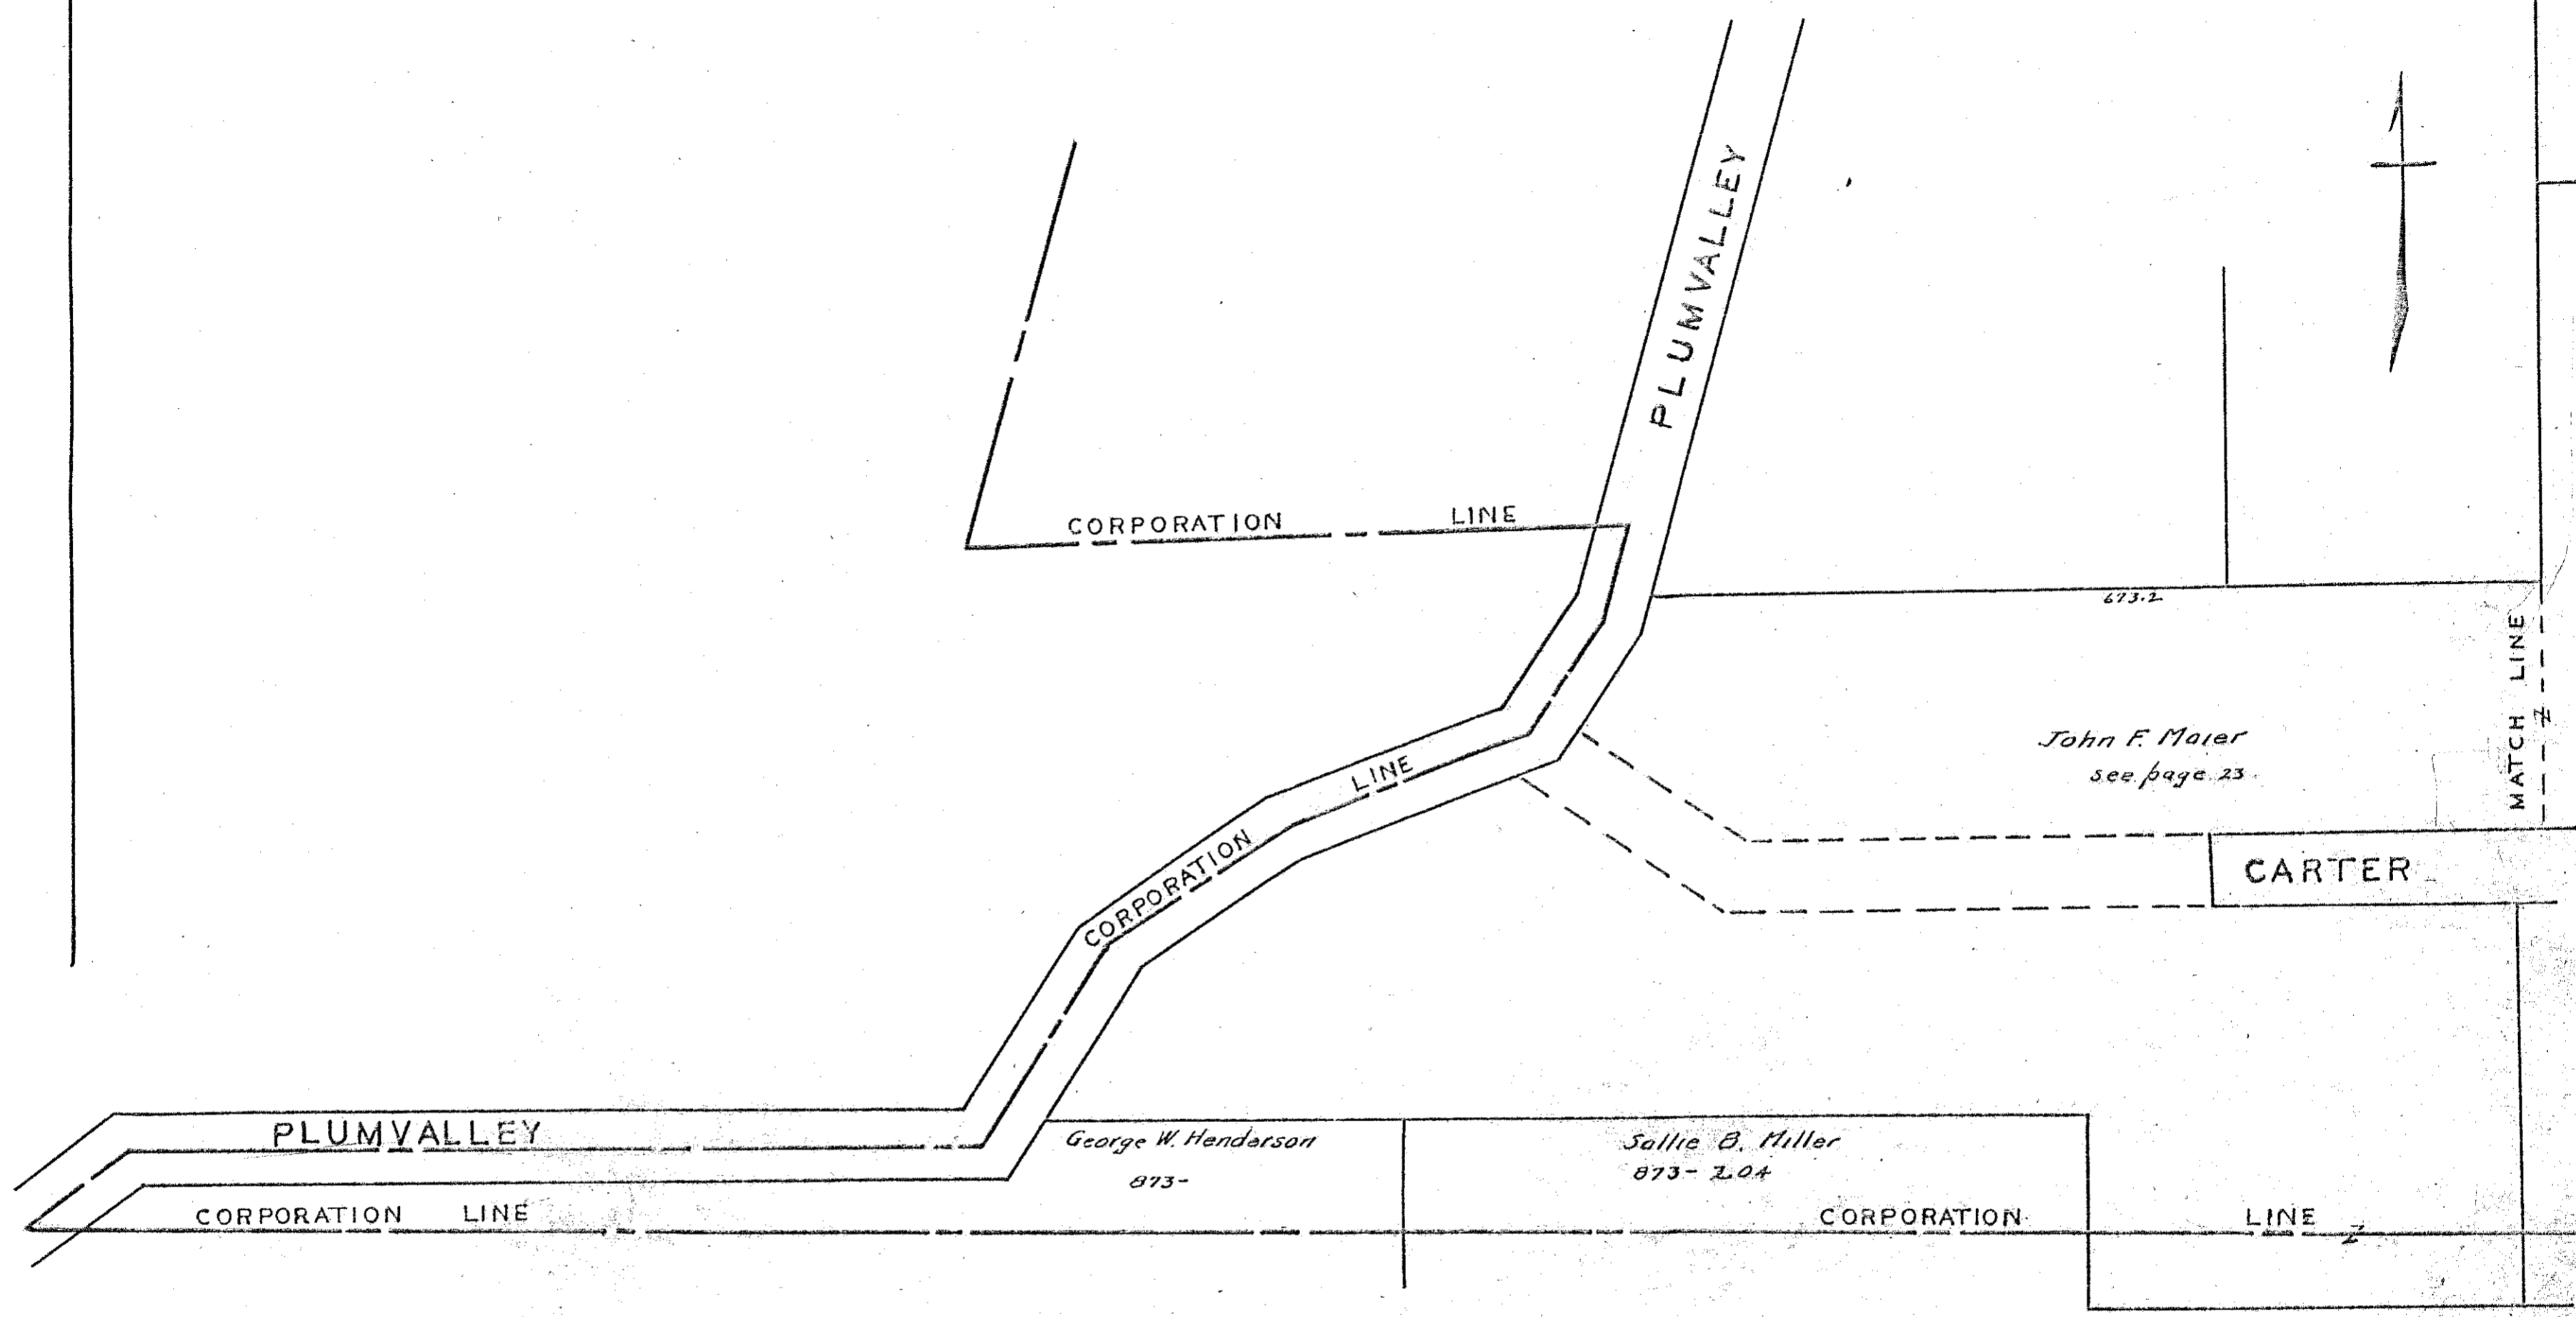 PLUMVALLEY
CORPORATION LINE
673.2
MATCH LINE
John F. Maier
see page 23
LINE
CORPORATION
CARTER
PLUMVALLEY
George W. Henderson
873-
Sallie B. Miller
873- 204
CORPORATION LINE
CORPORATION LINE